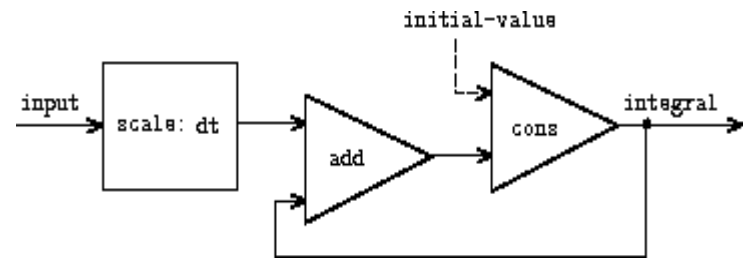 initial-value
input
scale: dt
add
cons
integral